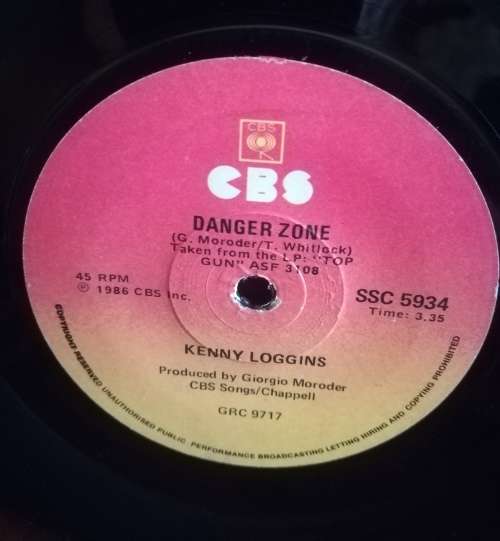 CBS
CBS
DANGER ZONE
(G. Moroder/T. Whitlock)
Taken from the LP: "TOP
GUN" ASF 3108
45 RPM
℗ 1986 CBS Inc.
SSC 5934
Time: 3.35
KENNY LOGGINS
Produced by Giorgio Moroder
CBS Songs/Chappell
GRC 9717
COPYRIGHT RESERVED UNAUTHORISED PUBLIC PERFORMANCE BROADCASTING LETTING HIRING AND COPYING PROHIBITED